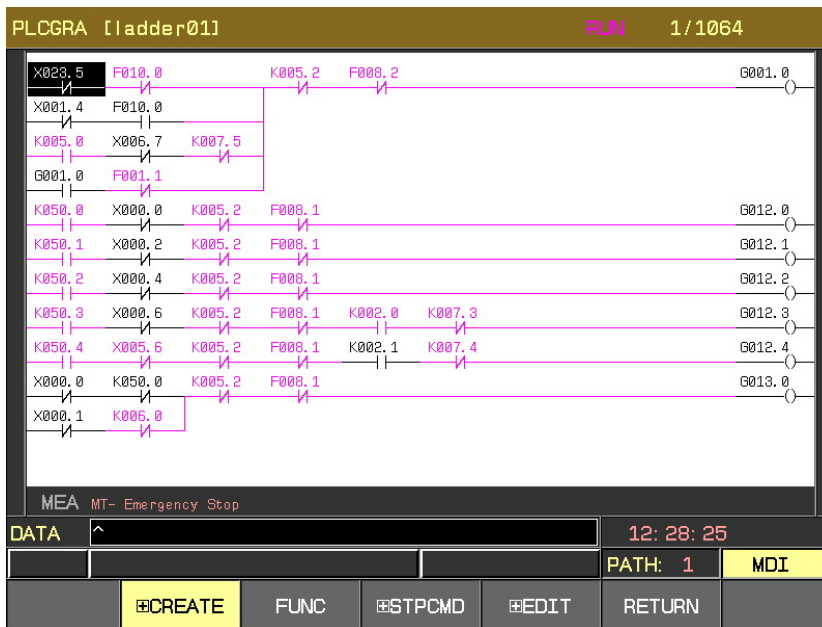 PLCGRA [ladder01] RUN 1/1064
X023.5 F010.0 K005.2 F008.2 G001.0
X001.4 F010.0
K005.0 X006.7 K007.5
G001.0 F001.1
K050.0 X000.0 K005.2 F008.1 G012.0
K050.1 X000.2 K005.2 F008.1 G012.1
K050.2 X000.4 K005.2 F008.1 G012.2
K050.3 X000.6 K005.2 F008.1 K002.0 K007.3 G012.3
K050.4 X005.6 K005.2 F008.1 K002.1 K007.4 G012.4
X000.0 K050.0 K005.2 F008.1 G013.0
X000.1 K006.0
MEA MT- Emergency Stop
DATA ^ 12:28:25
PATH: 1 MDI
⊞CREATE FUNC ⊞STPCMD ⊞EDIT RETURN